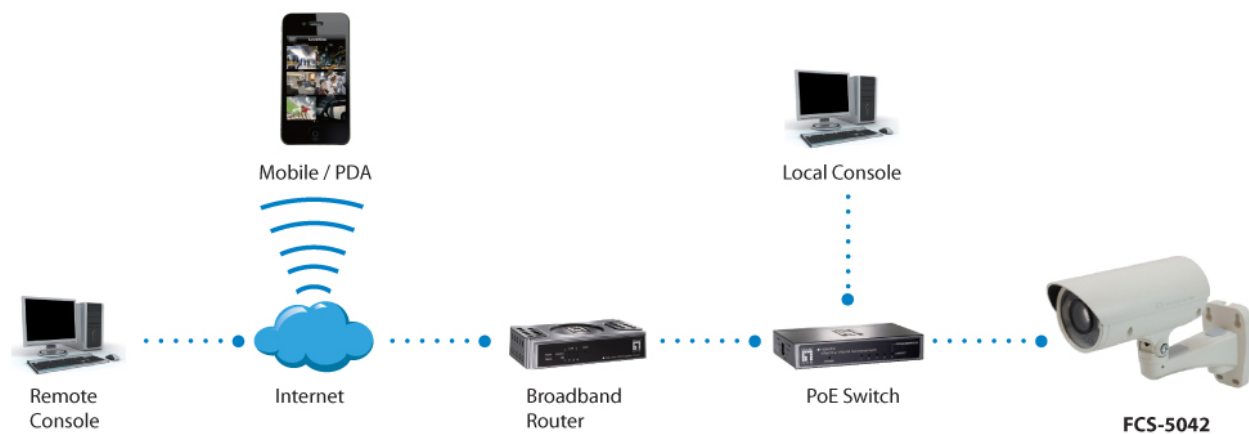 Mobile / PDA
Local Console
Remote
Console
Internet
Broadband
Router
PoE Switch
FCS-5042